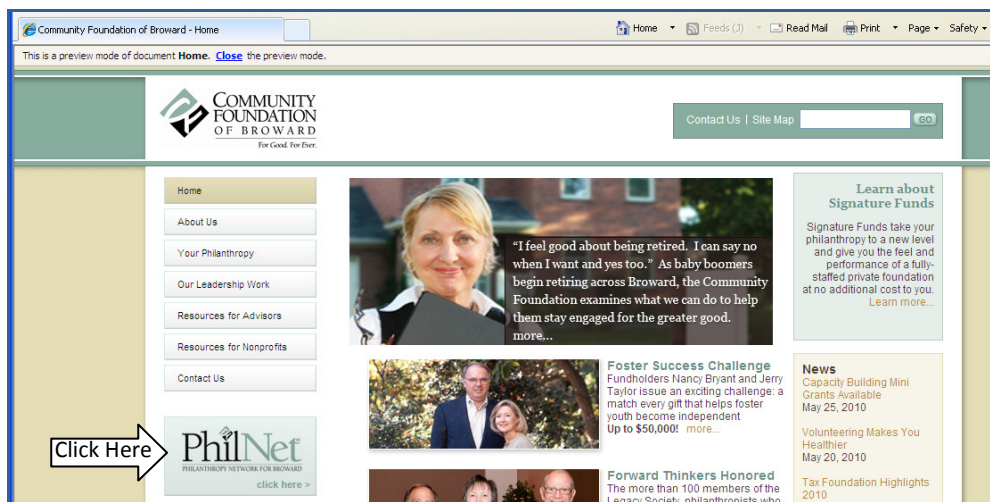 Community Foundation of Broward - Home
Home
Feeds (J)
Read Mail
Print
Page
Safety
This is a preview mode of document Home. Close the preview mode.
COMMUNITY
FOUNDATION
OF BROWARD
For Good. For Ever.
Contact Us | Site Map
GO
Home
About Us
Your Philanthropy
Our Leadership Work
Resources for Advisors
Resources for Nonprofits
Contact Us
Click Here
PhilNet
PHILANTHROPY NETWORK FOR BROWARD
click here >
“I feel good about being retired. I can say no
when I want and yes too.” As baby boomers
begin retiring across Broward, the Community
Foundation examines what we can do to help
them stay engaged for the greater good.
more...
Foster Success Challenge
Fundholders Nancy Bryant and Jerry
Taylor issue an exciting challenge: a
match every gift that helps foster
youth become independent
Up to $50,000! more...
Forward Thinkers Honored
The more than 100 members of the
Legacy Society, philanthropists who
Learn about
Signature Funds
Signature Funds take your
philanthropy to a new level
and give you the feel and
performance of a fully-
staffed private foundation
at no additional cost to you.
Learn more...
News
Capacity Building Mini
Grants Available
May 25, 2010
Volunteering Makes You
Healthier
May 20, 2010
Tax Foundation Highlights
2010